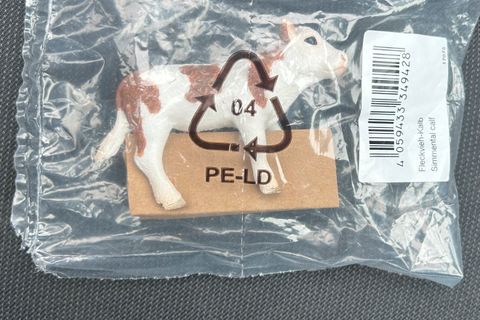 04
PE-LD
4 059433 349428
Fleckvieh-Kalb
Simmental calf